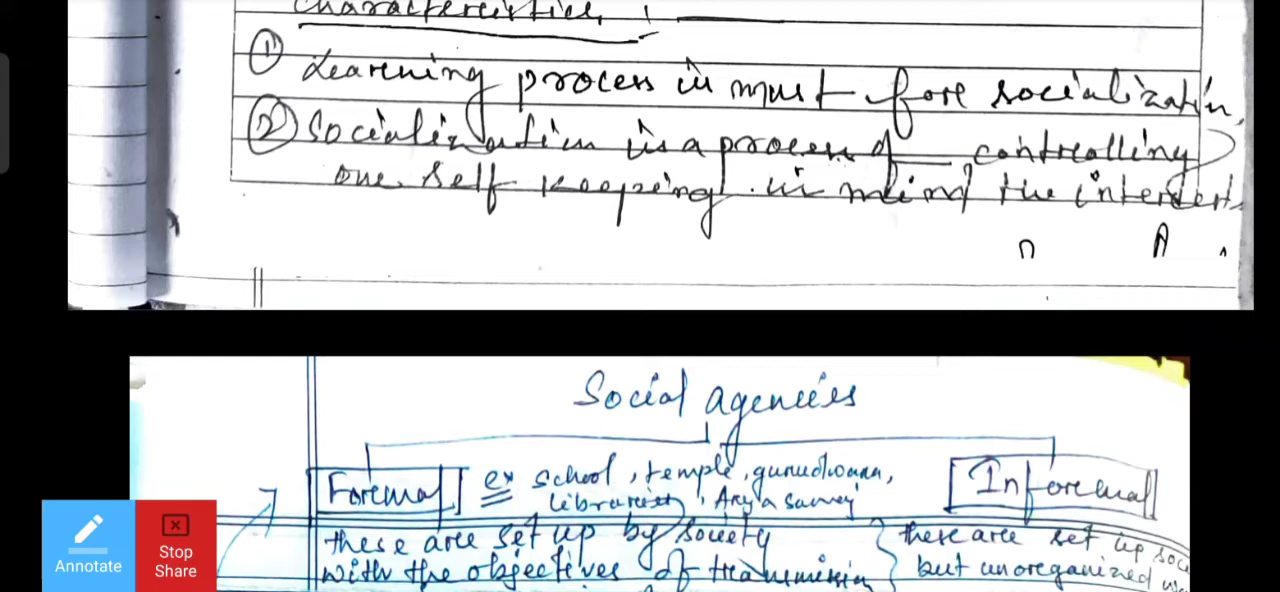 characteristics :
① Learning process is must for socialization.
② Socialization is a process of controlling
one self keeping in mind the interest
Social agencies
Formal ex school, temple, gurudwara, Informal
libraries, Arya samaj
these are set up by society these are set up
with the objectives of transmission but unorganized
Annotate
Stop
Share